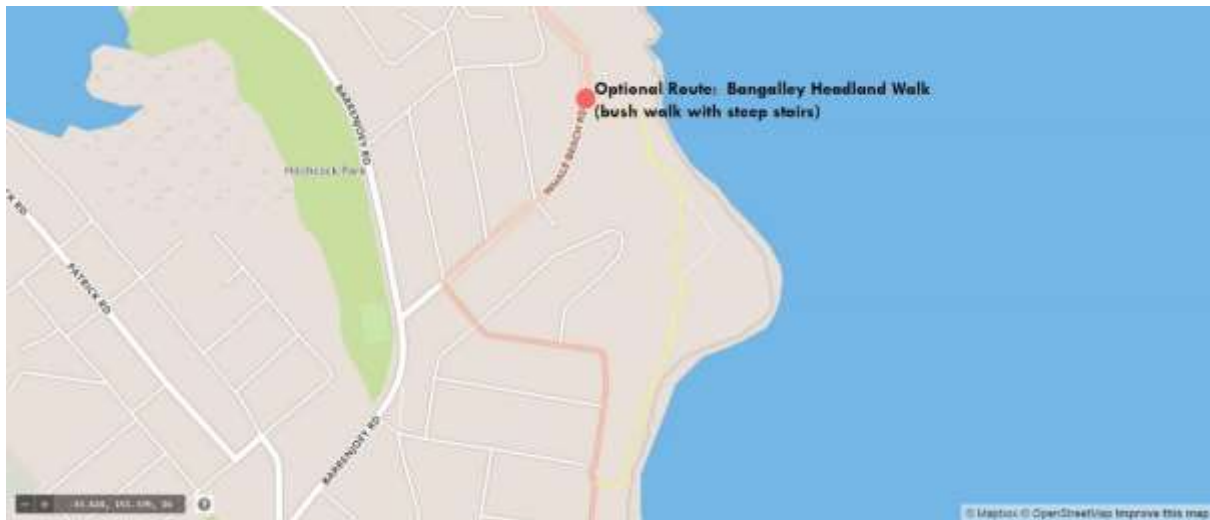 Optional Route: Bangalley Headland Walk
(bush walk with steep stairs)
BARRENJOEY RD
WHALE BEACH RD
Hitchcock Park
RD
PATRICK RD
BARRENJOEY RD
© Mapbox © OpenStreetMap Improve this map